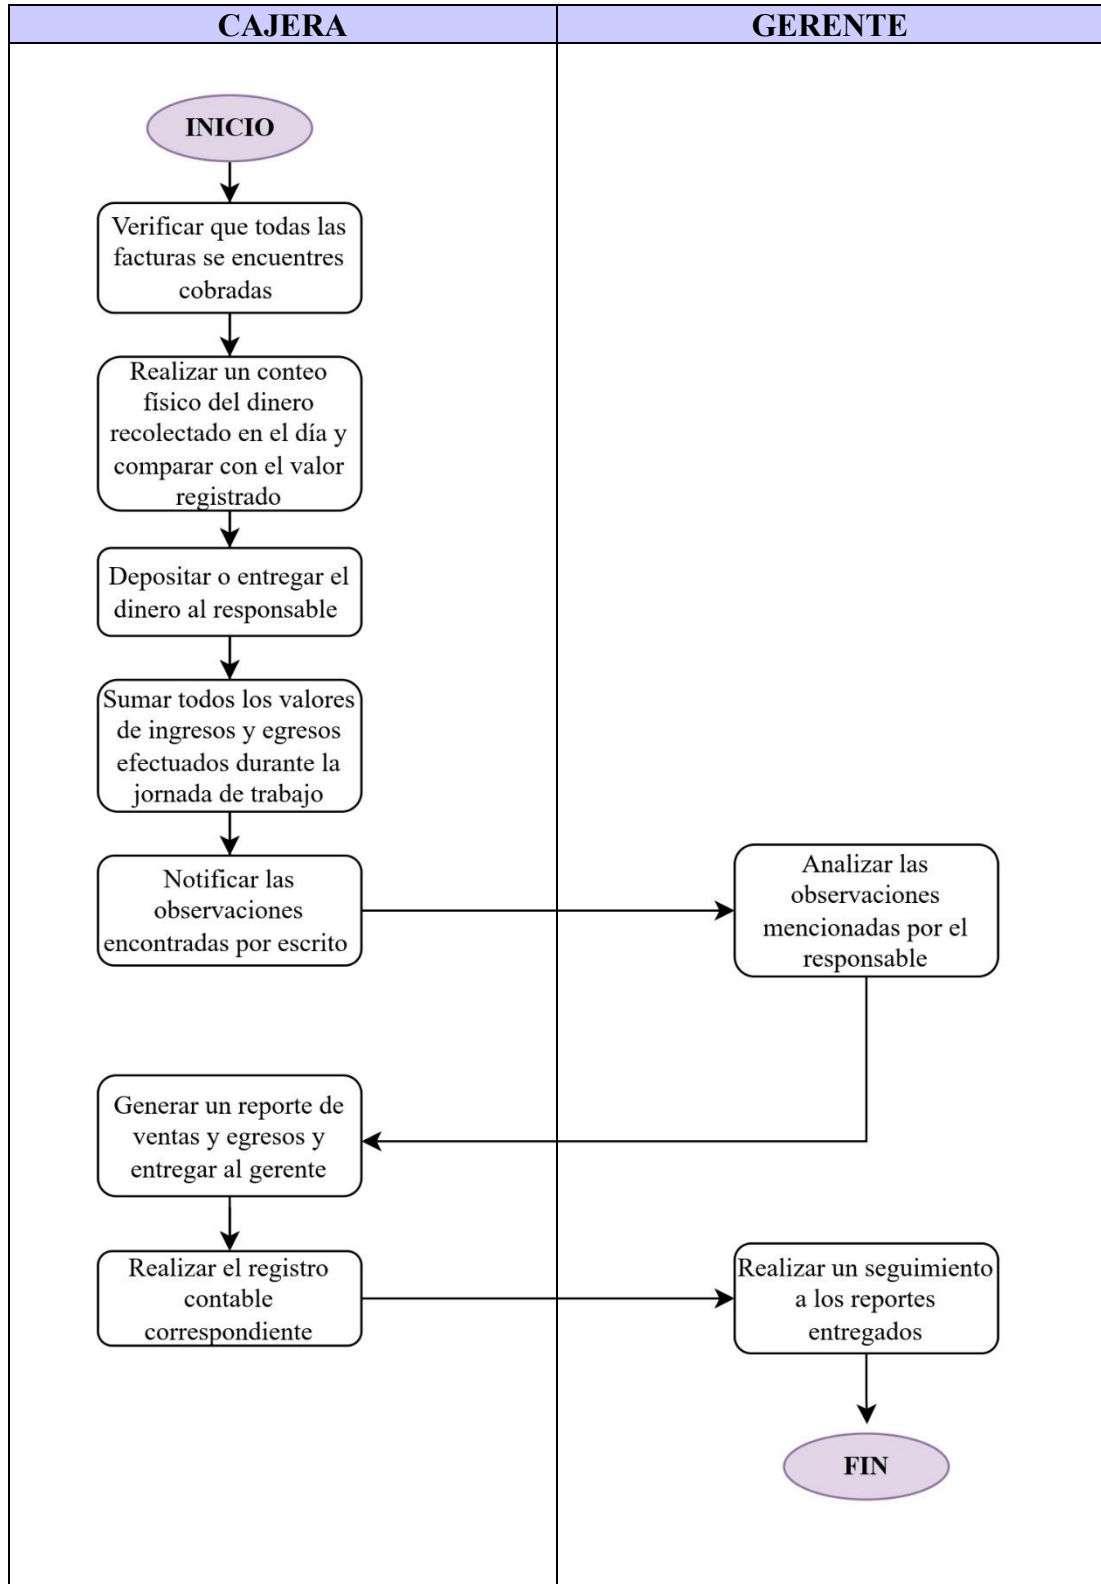 CAJERA
GERENTE
INICIO
Verificar que todas las
facturas se encuentres
cobradas
Realizar un conteo
físico del dinero
recolectado en el día y
comparar con el valor
registrado
Depositar o entregar el
dinero al responsable
Sumar todos los valores
de ingresos y egresos
efectuados durante la
jornada de trabajo
Notificar las
observaciones
encontradas por escrito
Analizar las
observaciones
mencionadas por el
responsable
Generar un reporte de
ventas y egresos y
entregar al gerente
Realizar el registro
contable
correspondiente
Realizar un seguimiento
a los reportes
entregados
FIN